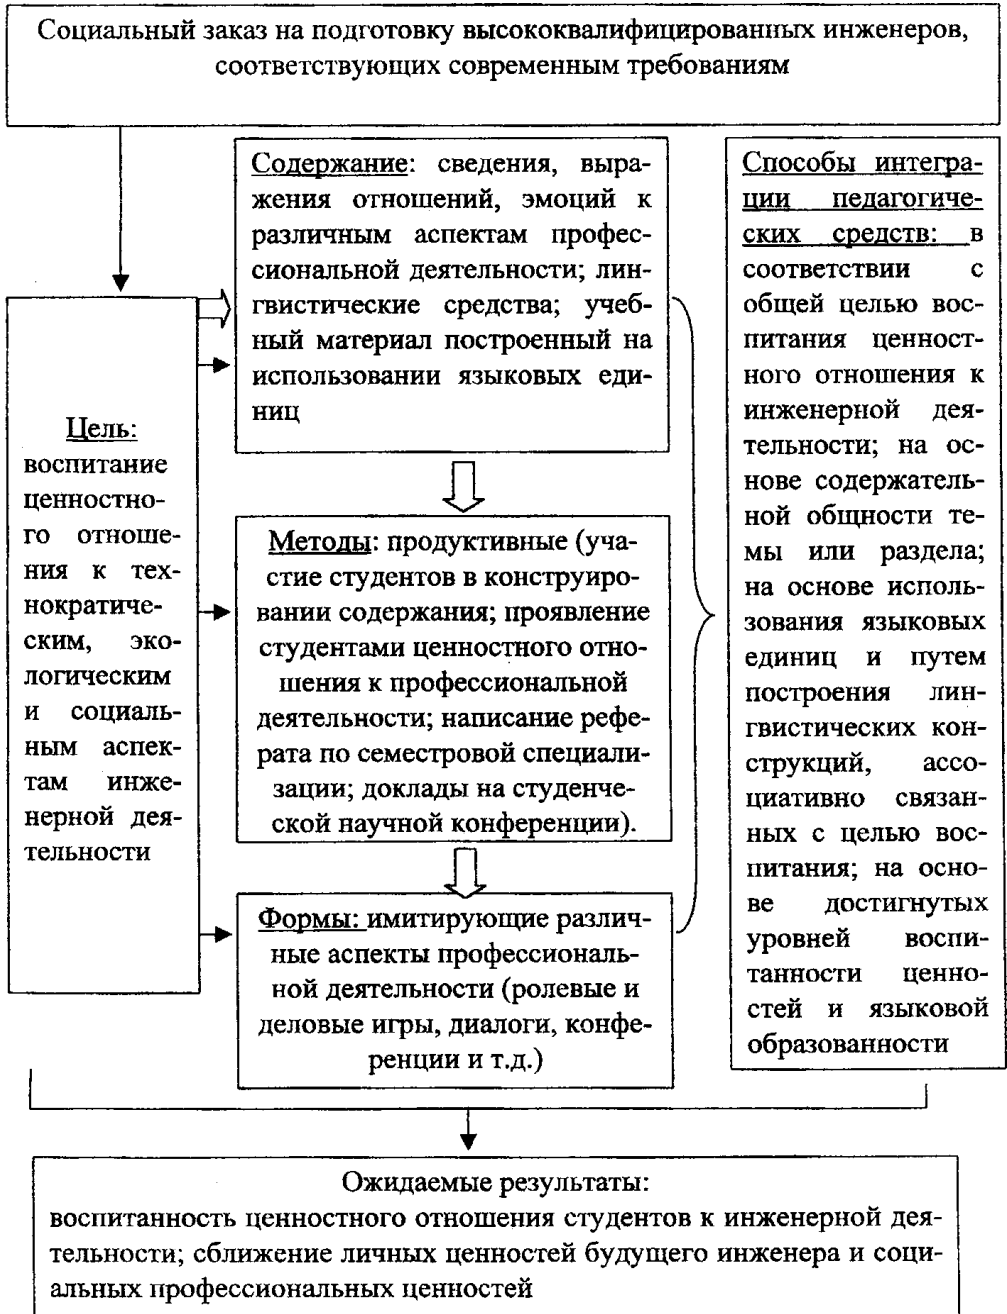 Социальный заказ на подготовку высококвалифицированных инженеров,
соответствующих современным требованиям
Цель:
воспитание
ценностно-
го отноше-
ния к тех-
нократиче-
ским, эко-
логическим
и социаль-
ным аспек-
там инже-
нерной дея-
тельности
Содержание: сведения, выра-
жения отношений, эмоций к
различным аспектам профес-
сиональной деятельности; лин-
гвистические средства; учеб-
ный материал построенный на
использовании языковых еди-
ниц
Методы: продуктивные (уча-
стие студентов в конструиро-
вании содержания; проявление
студентами ценностного отно-
шения к профессиональной
деятельности; написание рефе-
рата по семестровой специали-
зации; доклады на студенче-
ской научной конференции).
Формы: имитирующие различ-
ные аспекты профессиональ-
ной деятельности (ролевые и
деловые игры, диалоги, конфе-
ренции и т.д.)
Способы интегра-
ции педагогиче-
ских средств: в
соответствии с
общей целью вос-
питания ценност-
ного отношения к
инженерной дея-
тельности; на ос-
нове содержатель-
ной общности те-
мы или раздела;
на основе исполь-
зования языковых
единиц и путем
построения лин-
гвистических кон-
струкций, ассо-
циативно связан-
ных с целью вос-
питания; на осно-
ве достигнутых
уровней воспи-
танности ценно-
стей и языковой
образованности
Ожидаемые результаты:
воспитанность ценностного отношения студентов к инженерной дея-
тельности; сближение личных ценностей будущего инженера и соци-
альных профессиональных ценностей